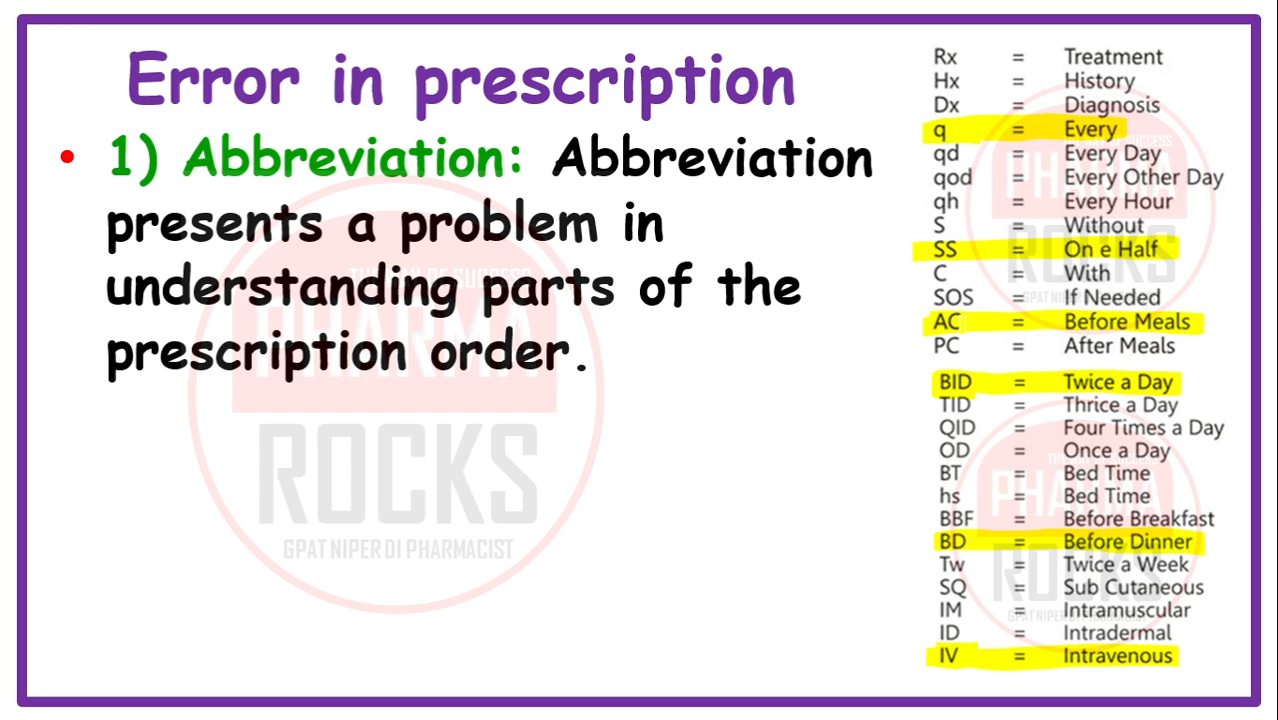 Error in prescription
• 1) Abbreviation: Abbreviation
presents a problem in
understanding parts of the
prescription order.
Rx = Treatment
Hx = History
Dx = Diagnosis
q = Every
qd = Every Day
qod = Every Other Day
qh = Every Hour
S = Without
SS = On e Half
C = With
SOS = If Needed
AC = Before Meals
PC = After Meals
BID = Twice a Day
TID = Thrice a Day
QID = Four Times a Day
OD = Once a Day
BT = Bed Time
hs = Bed Time
BBF = Before Breakfast
BD = Before Dinner
Tw = Twice a Week
SQ = Sub Cutaneous
IM = Intramuscular
ID = Intradermal
IV = Intravenous
PHARMA
ROCKS
GPAT NIPER DI PHARMACIST